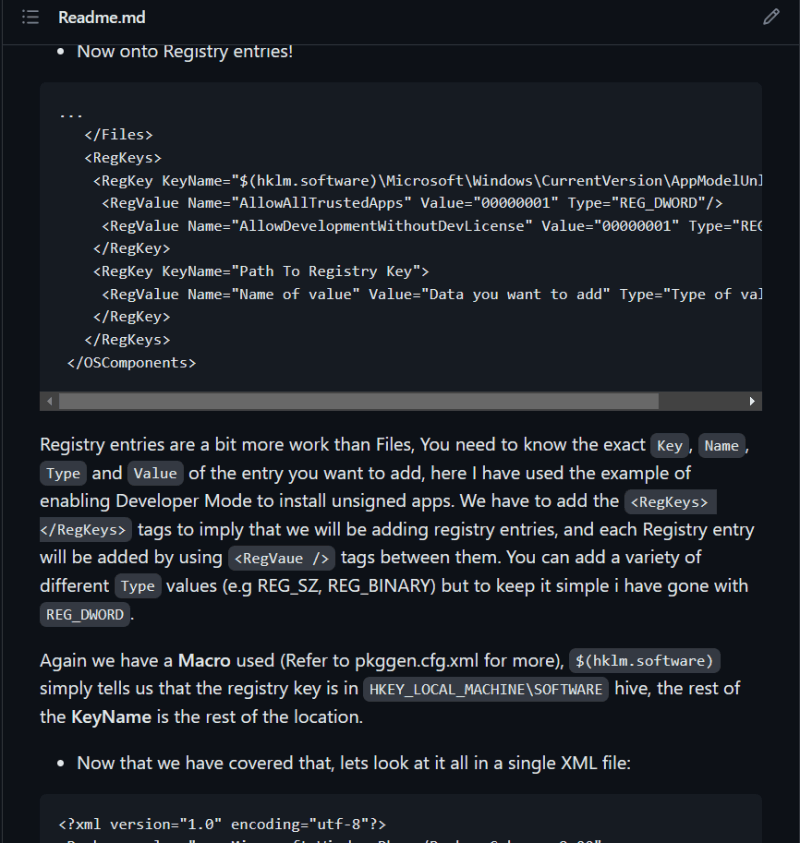 Readme.md
Now onto Registry entries!
...
</Files>
<RegKeys>
<RegKey KeyName="$(hklm.software)\Microsoft\Windows\CurrentVersion\AppModelUnl
<RegValue Name="AllowAllTrustedApps" Value="00000001" Type="REG_DWORD"/>
<RegValue Name="AllowDevelopmentWithoutDevLicense" Value="00000001" Type="REG
</RegKey>
<RegKey KeyName="Path To Registry Key">
<RegValue Name="Name of value" Value="Data you want to add" Type="Type of val
</RegKey>
</RegKeys>
</OSComponents>
Registry entries are a bit more work than Files, You need to know the exact Key, Name,
Type and Value of the entry you want to add, here I have used the example of
enabling Developer Mode to install unsigned apps. We have to add the <RegKeys>
</RegKeys> tags to imply that we will be adding registry entries, and each Registry entry
will be added by using <RegVaue /> tags between them. You can add a variety of
different Type values (e.g REG_SZ, REG_BINARY) but to keep it simple i have gone with
REG_DWORD.
Again we have a Macro used (Refer to pkggen.cfg.xml for more), $(hklm.software)
simply tells us that the registry key is in HKEY_LOCAL_MACHINE\SOFTWARE hive, the rest of
the KeyName is the rest of the location.
Now that we have covered that, lets look at it all in a single XML file:
<?xml version="1.0" encoding="utf-8"?>